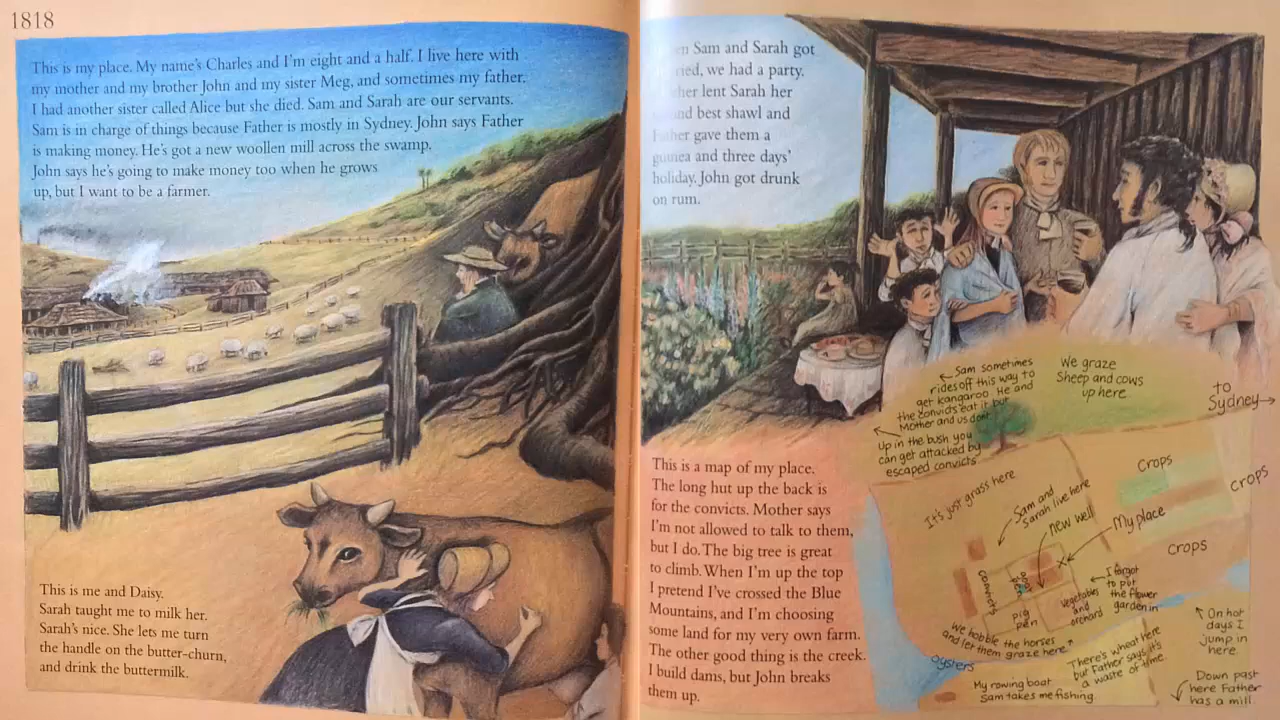 1818
This is my place. My name's Charles and I'm eight and a half. I live here with
my mother and my brother John and my sister Meg, and sometimes my father.
I had another sister called Alice but she died. Sam and Sarah are our servants.
Sam is in charge of things because Father is mostly in Sydney. John says Father
is making money. He's got a new woollen mill across the swamp.
John says he's going to make money too when he grows
up, but I want to be a farmer.
This is me and Daisy.
Sarah taught me to milk her.
Sarah's nice. She lets me turn
the handle on the butter-churn,
and drink the buttermilk.
Sam and Sarah got
we had a party.
lent Sarah her
best shawl and
gave them a
guinea and three days'
holiday. John got drunk
on rum.
This is a map of my place.
The long hut up the back is
for the convicts. Mother says
I'm not allowed to talk to them,
but I do. The big tree is great
to climb. When I'm up the top
I pretend I've crossed the Blue
Mountains, and I'm choosing
some land for my very own farm.
The other good thing is the creek.
I build dams, but John breaks
them up.
Sam sometimes
rides off this way to
get kangaroo. He and
the convicts eat it but
Mother and us don't
We graze
Sheep and cows
up here
to
Sydney
up in the bush you
can get attacked by
escaped convicts
It's just grass here
Sam and
Sarah live here
new well
My place
Crops
Crops
Crops
convicts
pig
pen
vegetables
and
orchard
I forgot
to put
the flower
garden in
We hobble the horses
and let them graze here.
oysters
My rowing boat
Sam takes me fishing.
There's wheat here
but Father says it's
a waste of time.
On hot
days I
jump in
here.
Down past
here Father
has a mill.